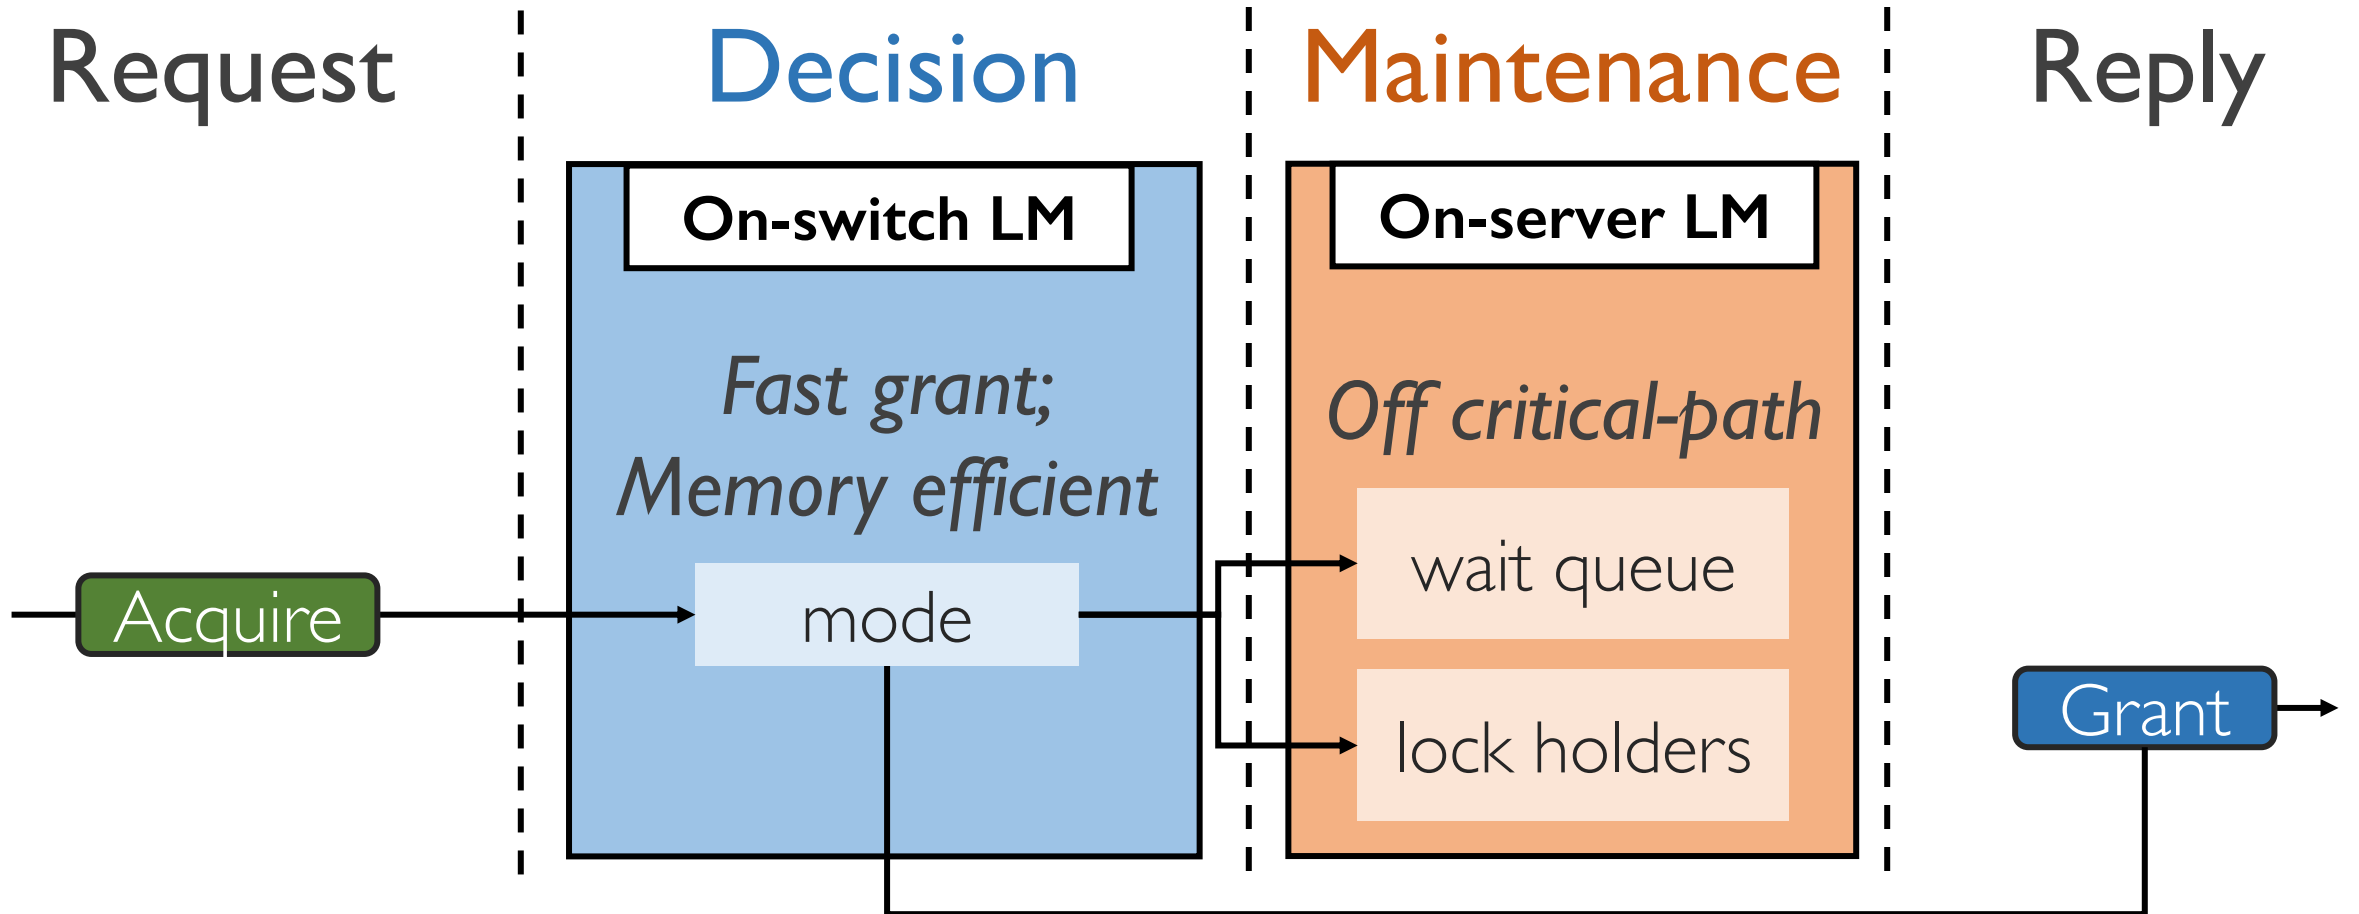 Request
Decision
Maintenance
Reply
On-switch LM
Fast grant;
Memory efficient
mode
On-server LM
Off critical-path
wait queue
lock holders
Acquire
Grant